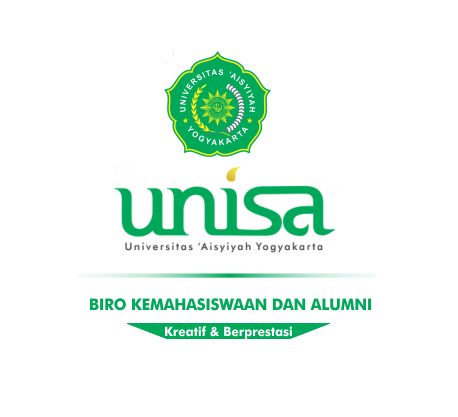 UNIVERSITAS 'AISYIYAH
YOGYAKARTA
unisa
Universitas 'Aisyiyah Yogyakarta
BIRO KEMAHASISWAAN DAN ALUMNI
Kreatif & Berprestasi